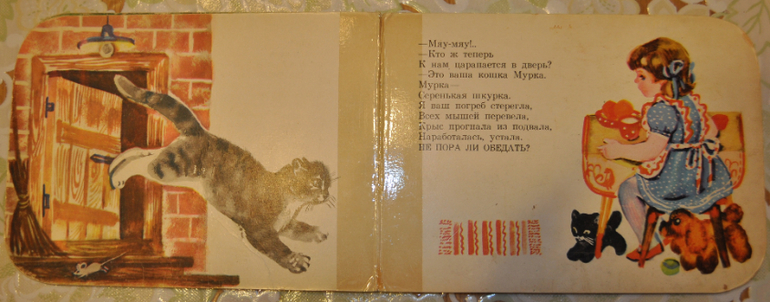 —Мяу-мяу!..
—Кто ж теперь
К нам царапается в дверь?
—Это ваша кошка Мурка.
Мурка—
Серенькая шкурка.
Я ваш погреб стерегла,
Всех мышей перевела,
Крыс прогнала из подвала,
Наработалась, устала.
НЕ ПОРА ЛИ ОБЕДАТЬ?